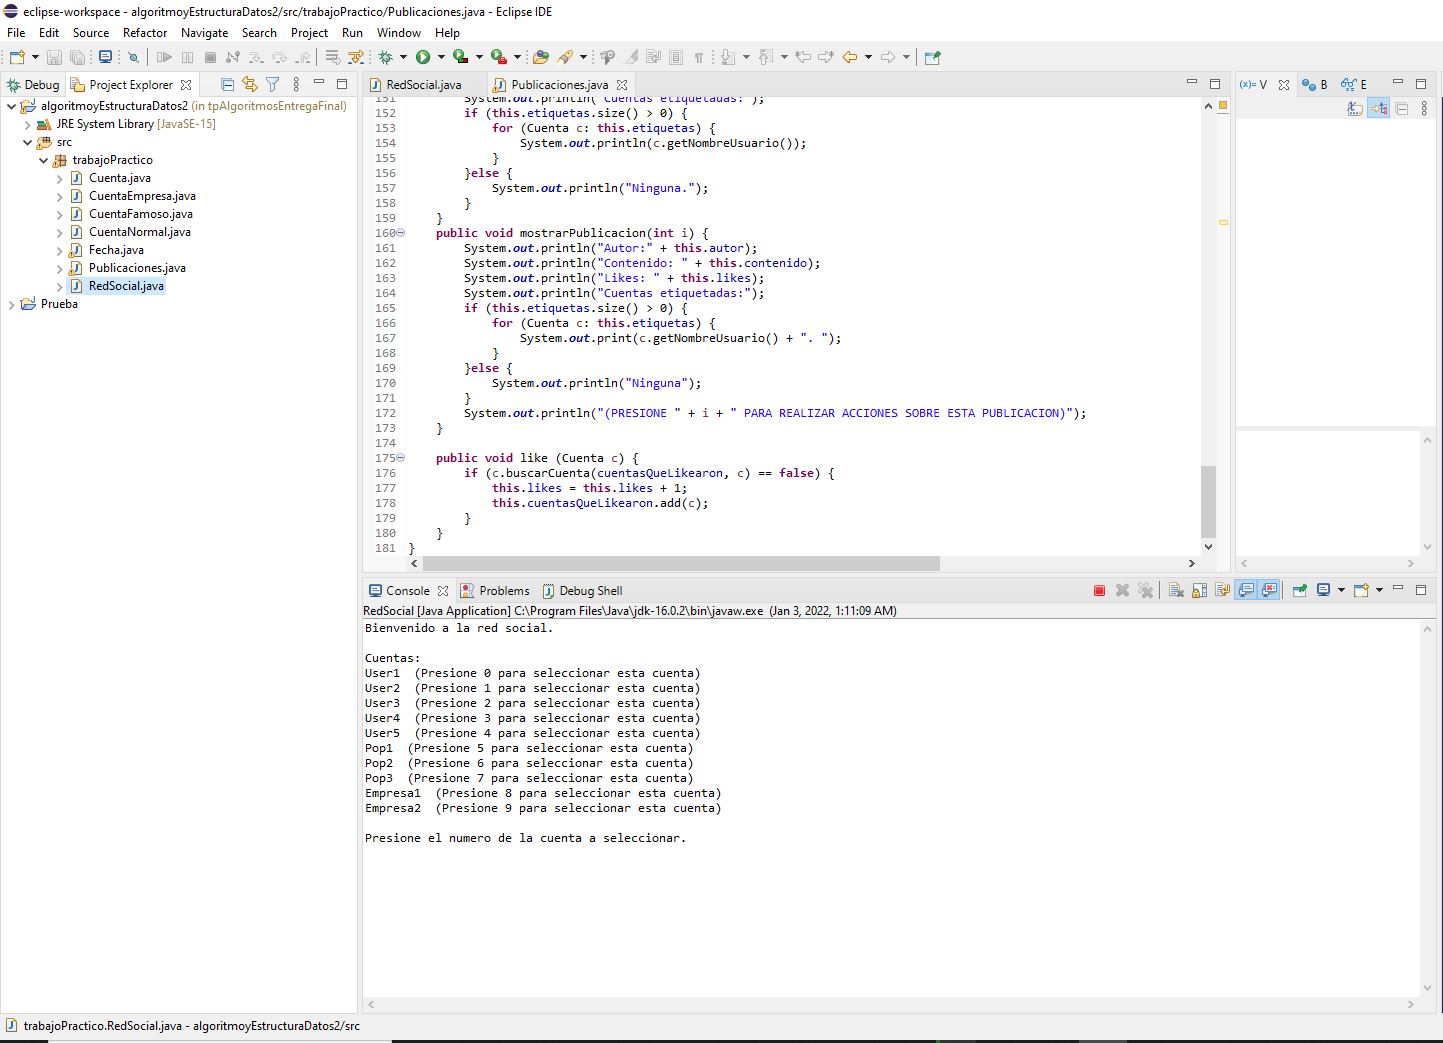 eclipse-workspace - algoritmoyEstructuraDatos2/src/trabajoPractico/Publicaciones.java - Eclipse IDE
File Edit Source Refactor Navigate Search Project Run Window Help
Debug Project Explorer
algoritmoyEstructuraDatos2 (in tpAlgoritmosEntregaFinal)
JRE System Library [JavaSE-15]
src
trabajoPractico
Cuenta.java
CuentaEmpresa.java
CuentaFamoso.java
CuentaNormal.java
Fecha.java
Publicaciones.java
RedSocial.java
Prueba
RedSocial.java Publicaciones.java
151 System.out.println("Cuentas etiquetadas:");
152 if (this.etiquetas.size() > 0) {
153 for (Cuenta c: this.etiquetas) {
154 System.out.println(c.getNombreUsuario());
155 }
156 }else {
157 System.out.println("Ninguna.");
158 }
159 }
160 public void mostrarPublicacion(int i) {
161 System.out.println("Autor:" + this.autor);
162 System.out.println("Contenido: " + this.contenido);
163 System.out.println("Likes: " + this.likes);
164 System.out.println("Cuentas etiquetadas:");
165 if (this.etiquetas.size() > 0) {
166 for (Cuenta c: this.etiquetas) {
167 System.out.print(c.getNombreUsuario() + ". ");
168 }
169 }else {
170 System.out.println("Ninguna");
171 }
172 System.out.println("(PRESIONE " + i + " PARA REALIZAR ACCIONES SOBRE ESTA PUBLICACION)");
173 }
174
175 public void like (Cuenta c) {
176 if (c.buscarCuenta(cuentasQueLikearon, c) == false) {
177 this.likes = this.likes + 1;
178 this.cuentasQueLikearon.add(c);
179 }
180 }
181 }
(x)= V B E
Console Problems Debug Shell
RedSocial [Java Application] C:\Program Files\Java\jdk-16.0.2\bin\javaw.exe (Jan 3, 2022, 1:11:09 AM)
Bienvenido a la red social.
Cuentas:
User1 (Presione 0 para seleccionar esta cuenta)
User2 (Presione 1 para seleccionar esta cuenta)
User3 (Presione 2 para seleccionar esta cuenta)
User4 (Presione 3 para seleccionar esta cuenta)
User5 (Presione 4 para seleccionar esta cuenta)
Pop1 (Presione 5 para seleccionar esta cuenta)
Pop2 (Presione 6 para seleccionar esta cuenta)
Pop3 (Presione 7 para seleccionar esta cuenta)
Empresa1 (Presione 8 para seleccionar esta cuenta)
Empresa2 (Presione 9 para seleccionar esta cuenta)
Presione el numero de la cuenta a seleccionar.
trabajoPractico.RedSocial.java - algoritmoyEstructuraDatos2/src